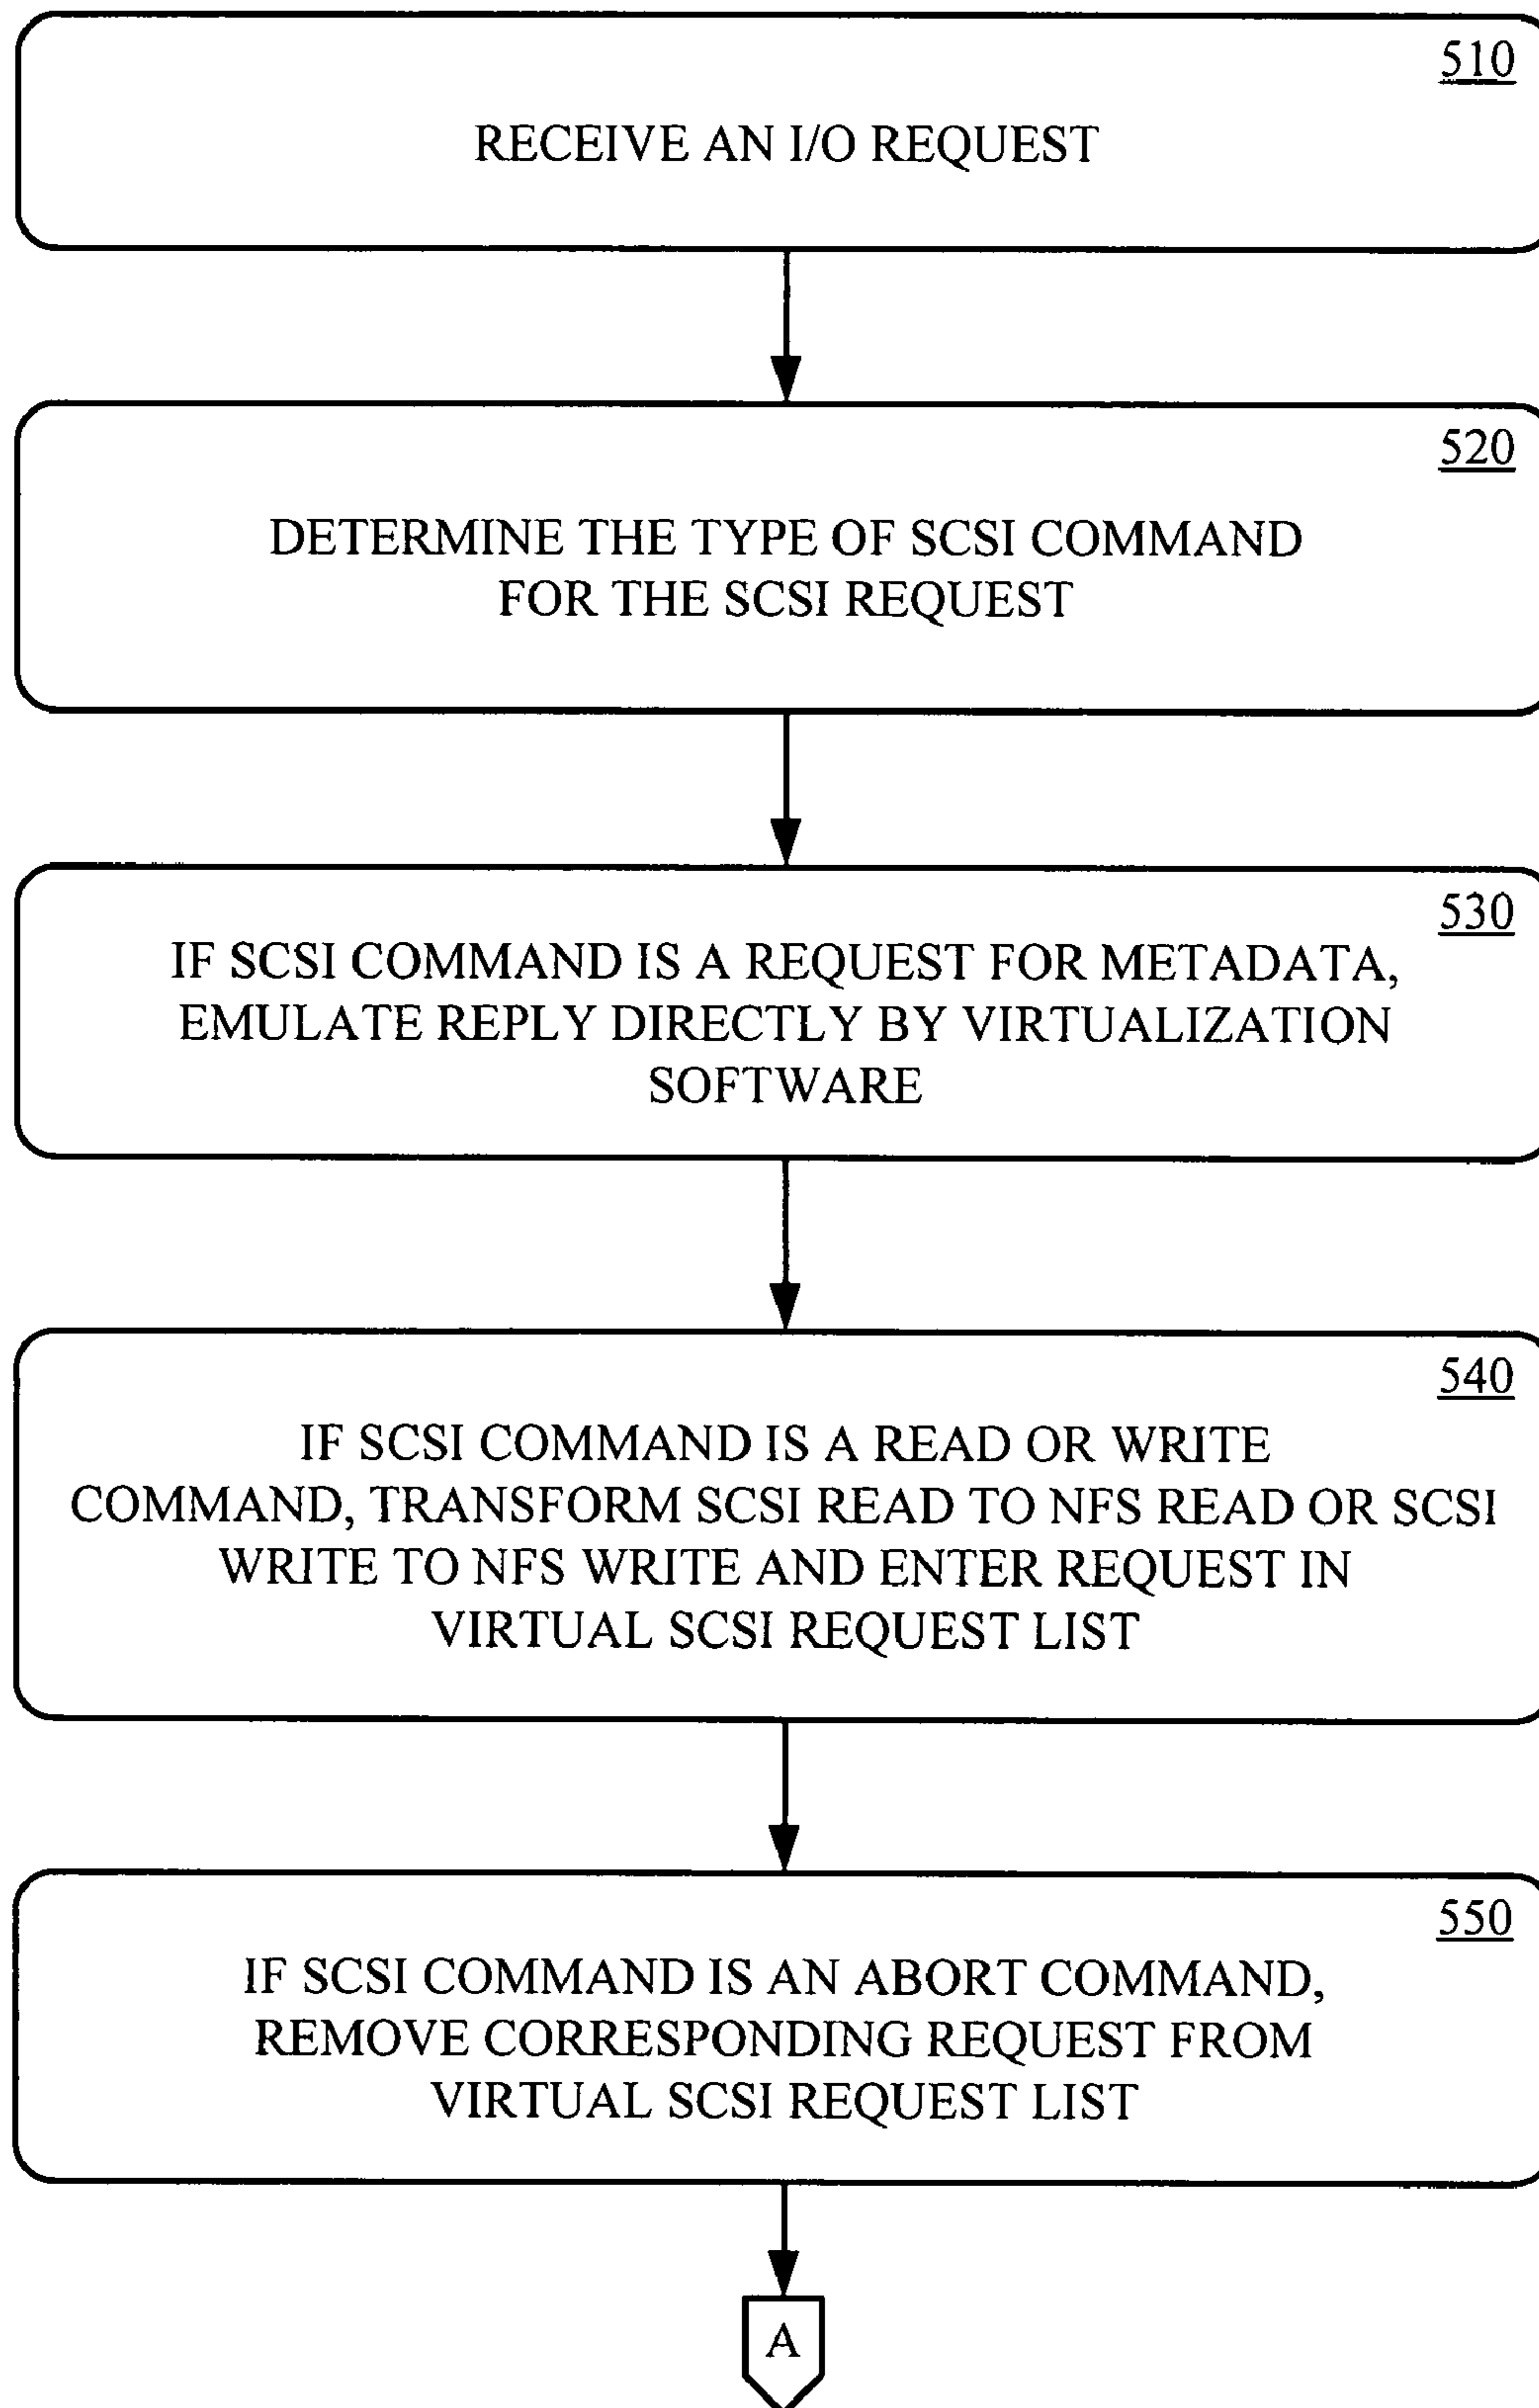 510
RECEIVE AN I/O REQUEST
520
DETERMINE THE TYPE OF SCSI COMMAND
FOR THE SCSI REQUEST
530
IF SCSI COMMAND IS A REQUEST FOR METADATA,
EMULATE REPLY DIRECTLY BY VIRTUALIZATION
SOFTWARE
540
IF SCSI COMMAND IS A READ OR WRITE
COMMAND, TRANSFORM SCSI READ TO NFS READ OR SCSI
WRITE TO NFS WRITE AND ENTER REQUEST IN
VIRTUAL SCSI REQUEST LIST
550
IF SCSI COMMAND IS AN ABORT COMMAND,
REMOVE CORRESPONDING REQUEST FROM
VIRTUAL SCSI REQUEST LIST
A